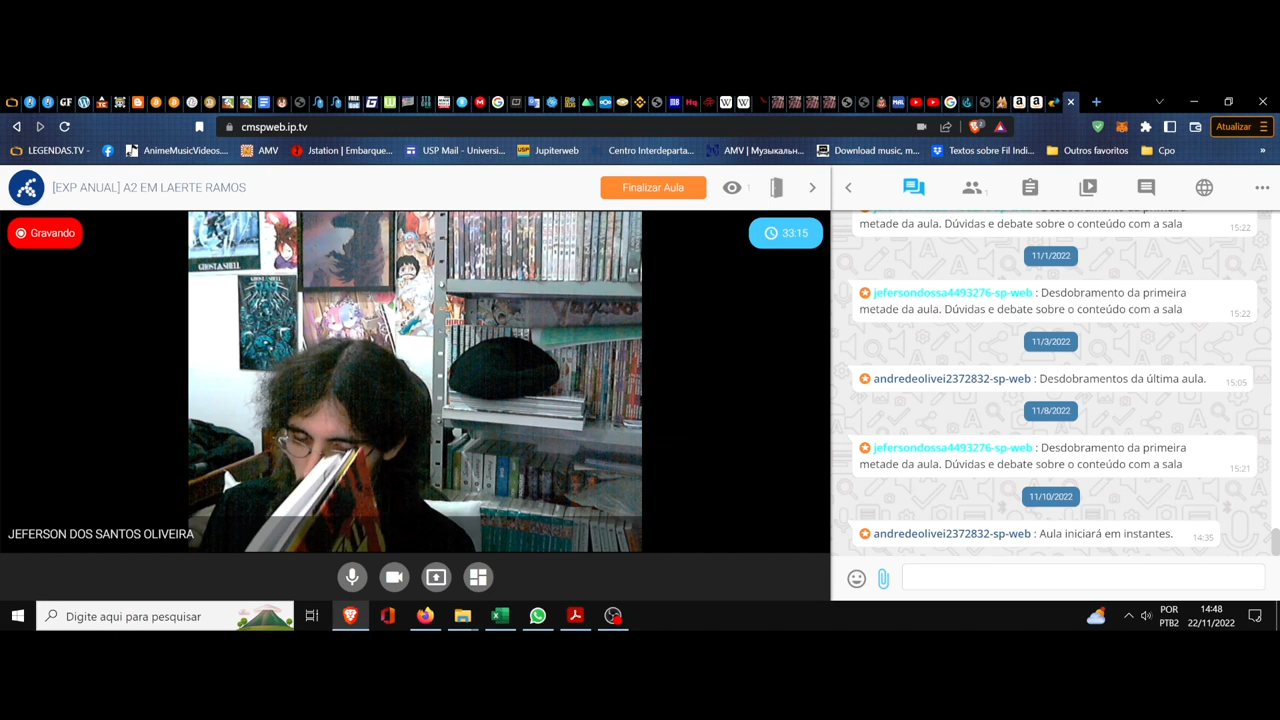 cmspweb.ip.tv
Atualizar
LEGENDAS.TV -
AnimeMusicVideos....
AMV
Jstation | Embarque...
USP Mail - Universi...
Jupiterweb
Centro Interdeparta...
AMV | Музыкальн...
Download music, m...
Textos sobre Fil Indi...
Outros favoritos
Cpo
»
[EXP ANUAL] A2 EM LAERTE RAMOS
Finalizar Aula
1
1
Gravando
33:15
GHOST IN THE SHELL
JEFERSON DOS SANTOS OLIVEIRA
metade da aula. Dúvidas e debate sobre o conteúdo com a sala
15:22
11/1/2022
jefersondossa4493276-sp-web : Desdobramento da primeira
metade da aula. Dúvidas e debate sobre o conteúdo com a sala
15:22
11/3/2022
andredeolivei2372832-sp-web : Desdobramentos da última aula.
15:05
11/8/2022
jefersondossa4493276-sp-web : Desdobramento da primeira
metade da aula. Dúvidas e debate sobre o conteúdo com a sala
15:21
11/10/2022
andredeolivei2372832-sp-web : Aula iniciará em instantes.
14:35
Digite aqui para pesquisar
POR
PTB2
14:48
22/11/2022